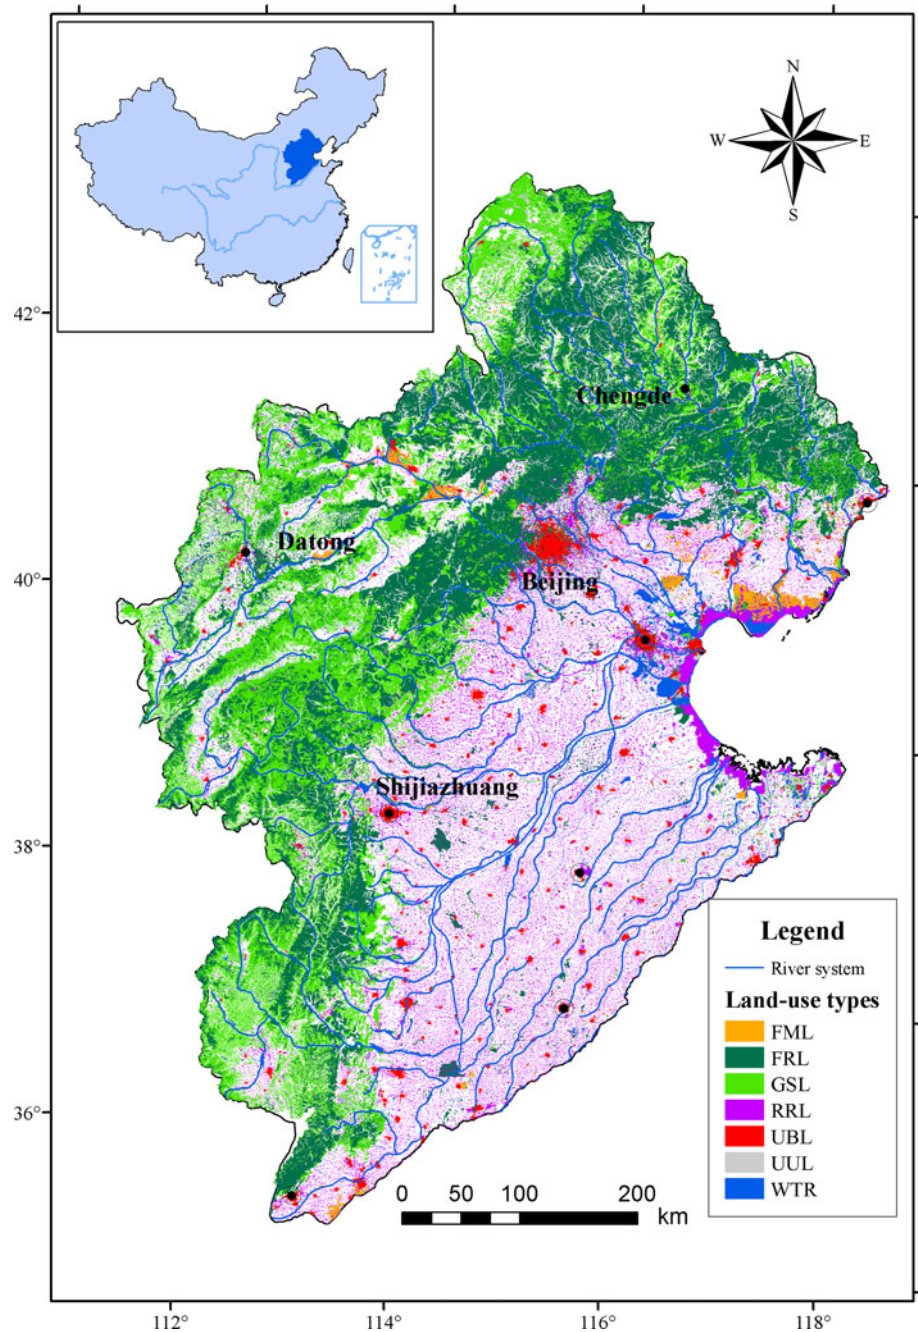 N
W
E
S
42°
40°
38°
36°
Chengde
Datong
Beijing
Shijiazhuang
Legend
River system
Land-use types
FML
FRL
GSL
RRL
UBL
UUL
WTR
0 50 100 200
km
112° 114° 116° 118°